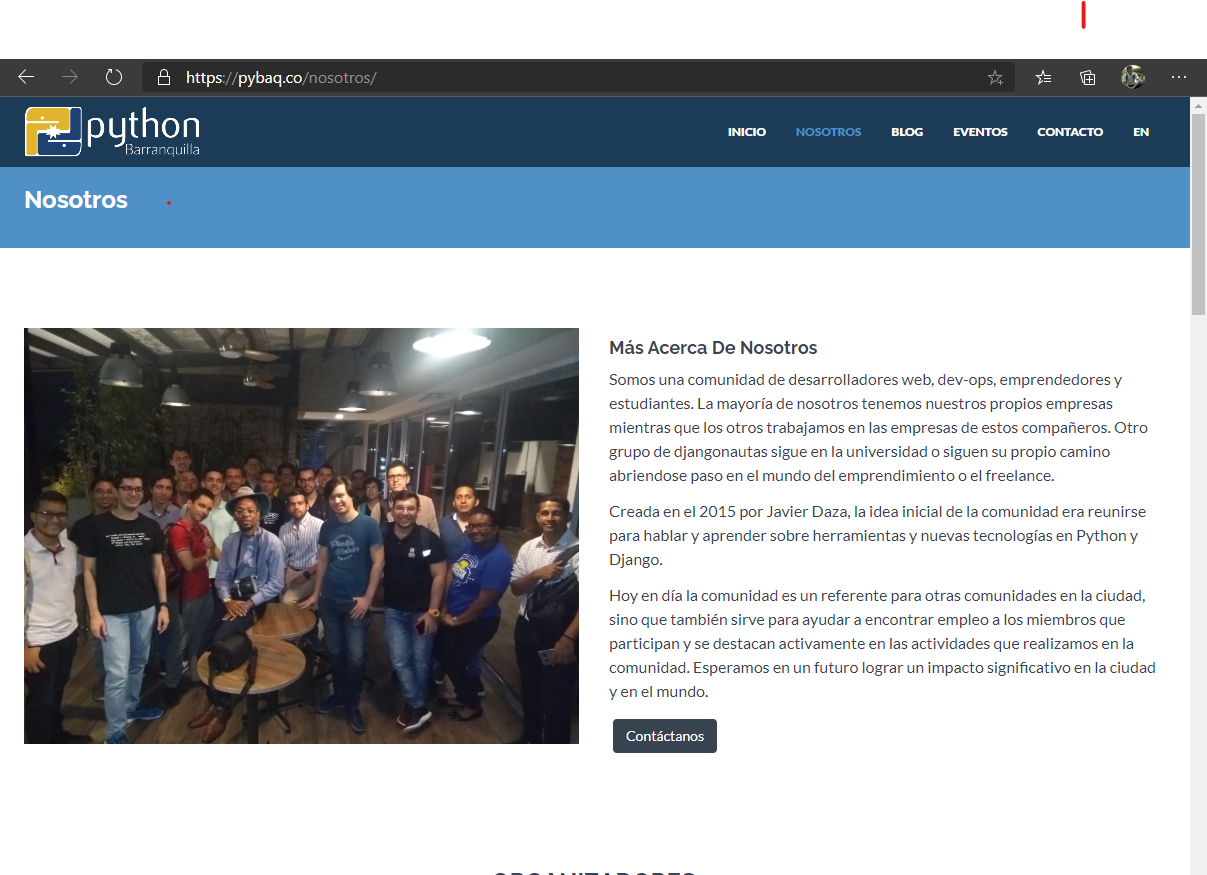 https://pybaq.co/nosotros/
python
Barranquilla
INICIO NOSOTROS BLOG EVENTOS CONTACTO EN
Nosotros
Más Acerca De Nosotros
Somos una comunidad de desarrolladores web, dev-ops, emprendedores y
estudiantes. La mayoría de nosotros tenemos nuestros propios empresas
mientras que los otros trabajamos en las empresas de estos compañeros. Otro
grupo de djangonautas sigue en la universidad o siguen su propio camino
abriendose paso en el mundo del emprendimiento o el freelance.
Creada en el 2015 por Javier Daza, la idea inicial de la comunidad era reunirse
para hablar y aprender sobre herramientas y nuevas tecnologías en Python y
Django.
Hoy en día la comunidad es un referente para otras comunidades en la ciudad,
sino que también sirve para ayudar a encontrar empleo a los miembros que
participan y se destacan activamente en las actividades que realizamos en la
comunidad. Esperamos en un futuro lograr un impacto significativo en la ciudad
y en el mundo.
Contáctanos